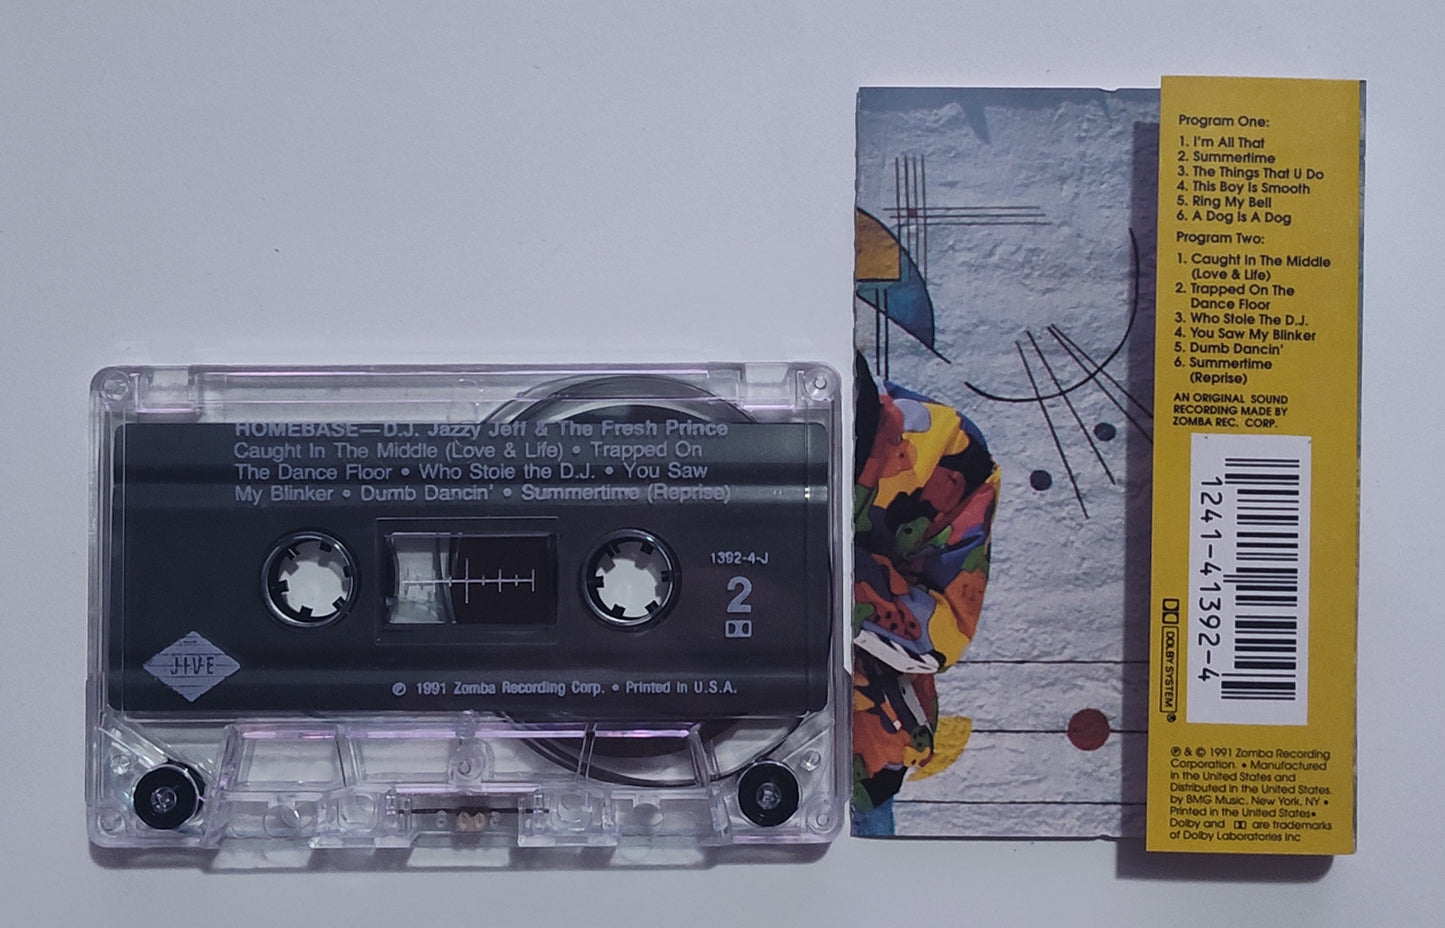 HOMEBASE—D.J. Jazzy Jeff & The Fresh Prince
Caught In The Middle (Love & Life) • Trapped On
The Dance Floor • Who Stole the D.J. • You Saw
My Blinker • Dumb Dancin' • Summertime (Reprise)
1392-4-J
2
JIVE
℗ 1991 Zomba Recording Corp. • Printed in U.S.A.
Program One:
1. I'm All That
2. Summertime
3. The Things That U Do
4. This Boy Is Smooth
5. Ring My Bell
6. A Dog Is A Dog
Program Two:
1. Caught In The Middle
(Love & Life)
2. Trapped On The
Dance Floor
3. Who Stole The D.J.
4. You Saw My Blinker
5. Dumb Dancin'
6. Summertime
(Reprise)
AN ORIGINAL SOUND
RECORDING MADE BY
ZOMBA REC. CORP.
1241-41392-4
DOLBY SYSTEM ®
℗ & © 1991 Zomba Recording
Corporation. • Manufactured
in the United States and
Distributed in the United States.
by BMG Music, New York, NY •
Printed in the United States•
Dolby and are trademarks
of Dolby Laboratories Inc